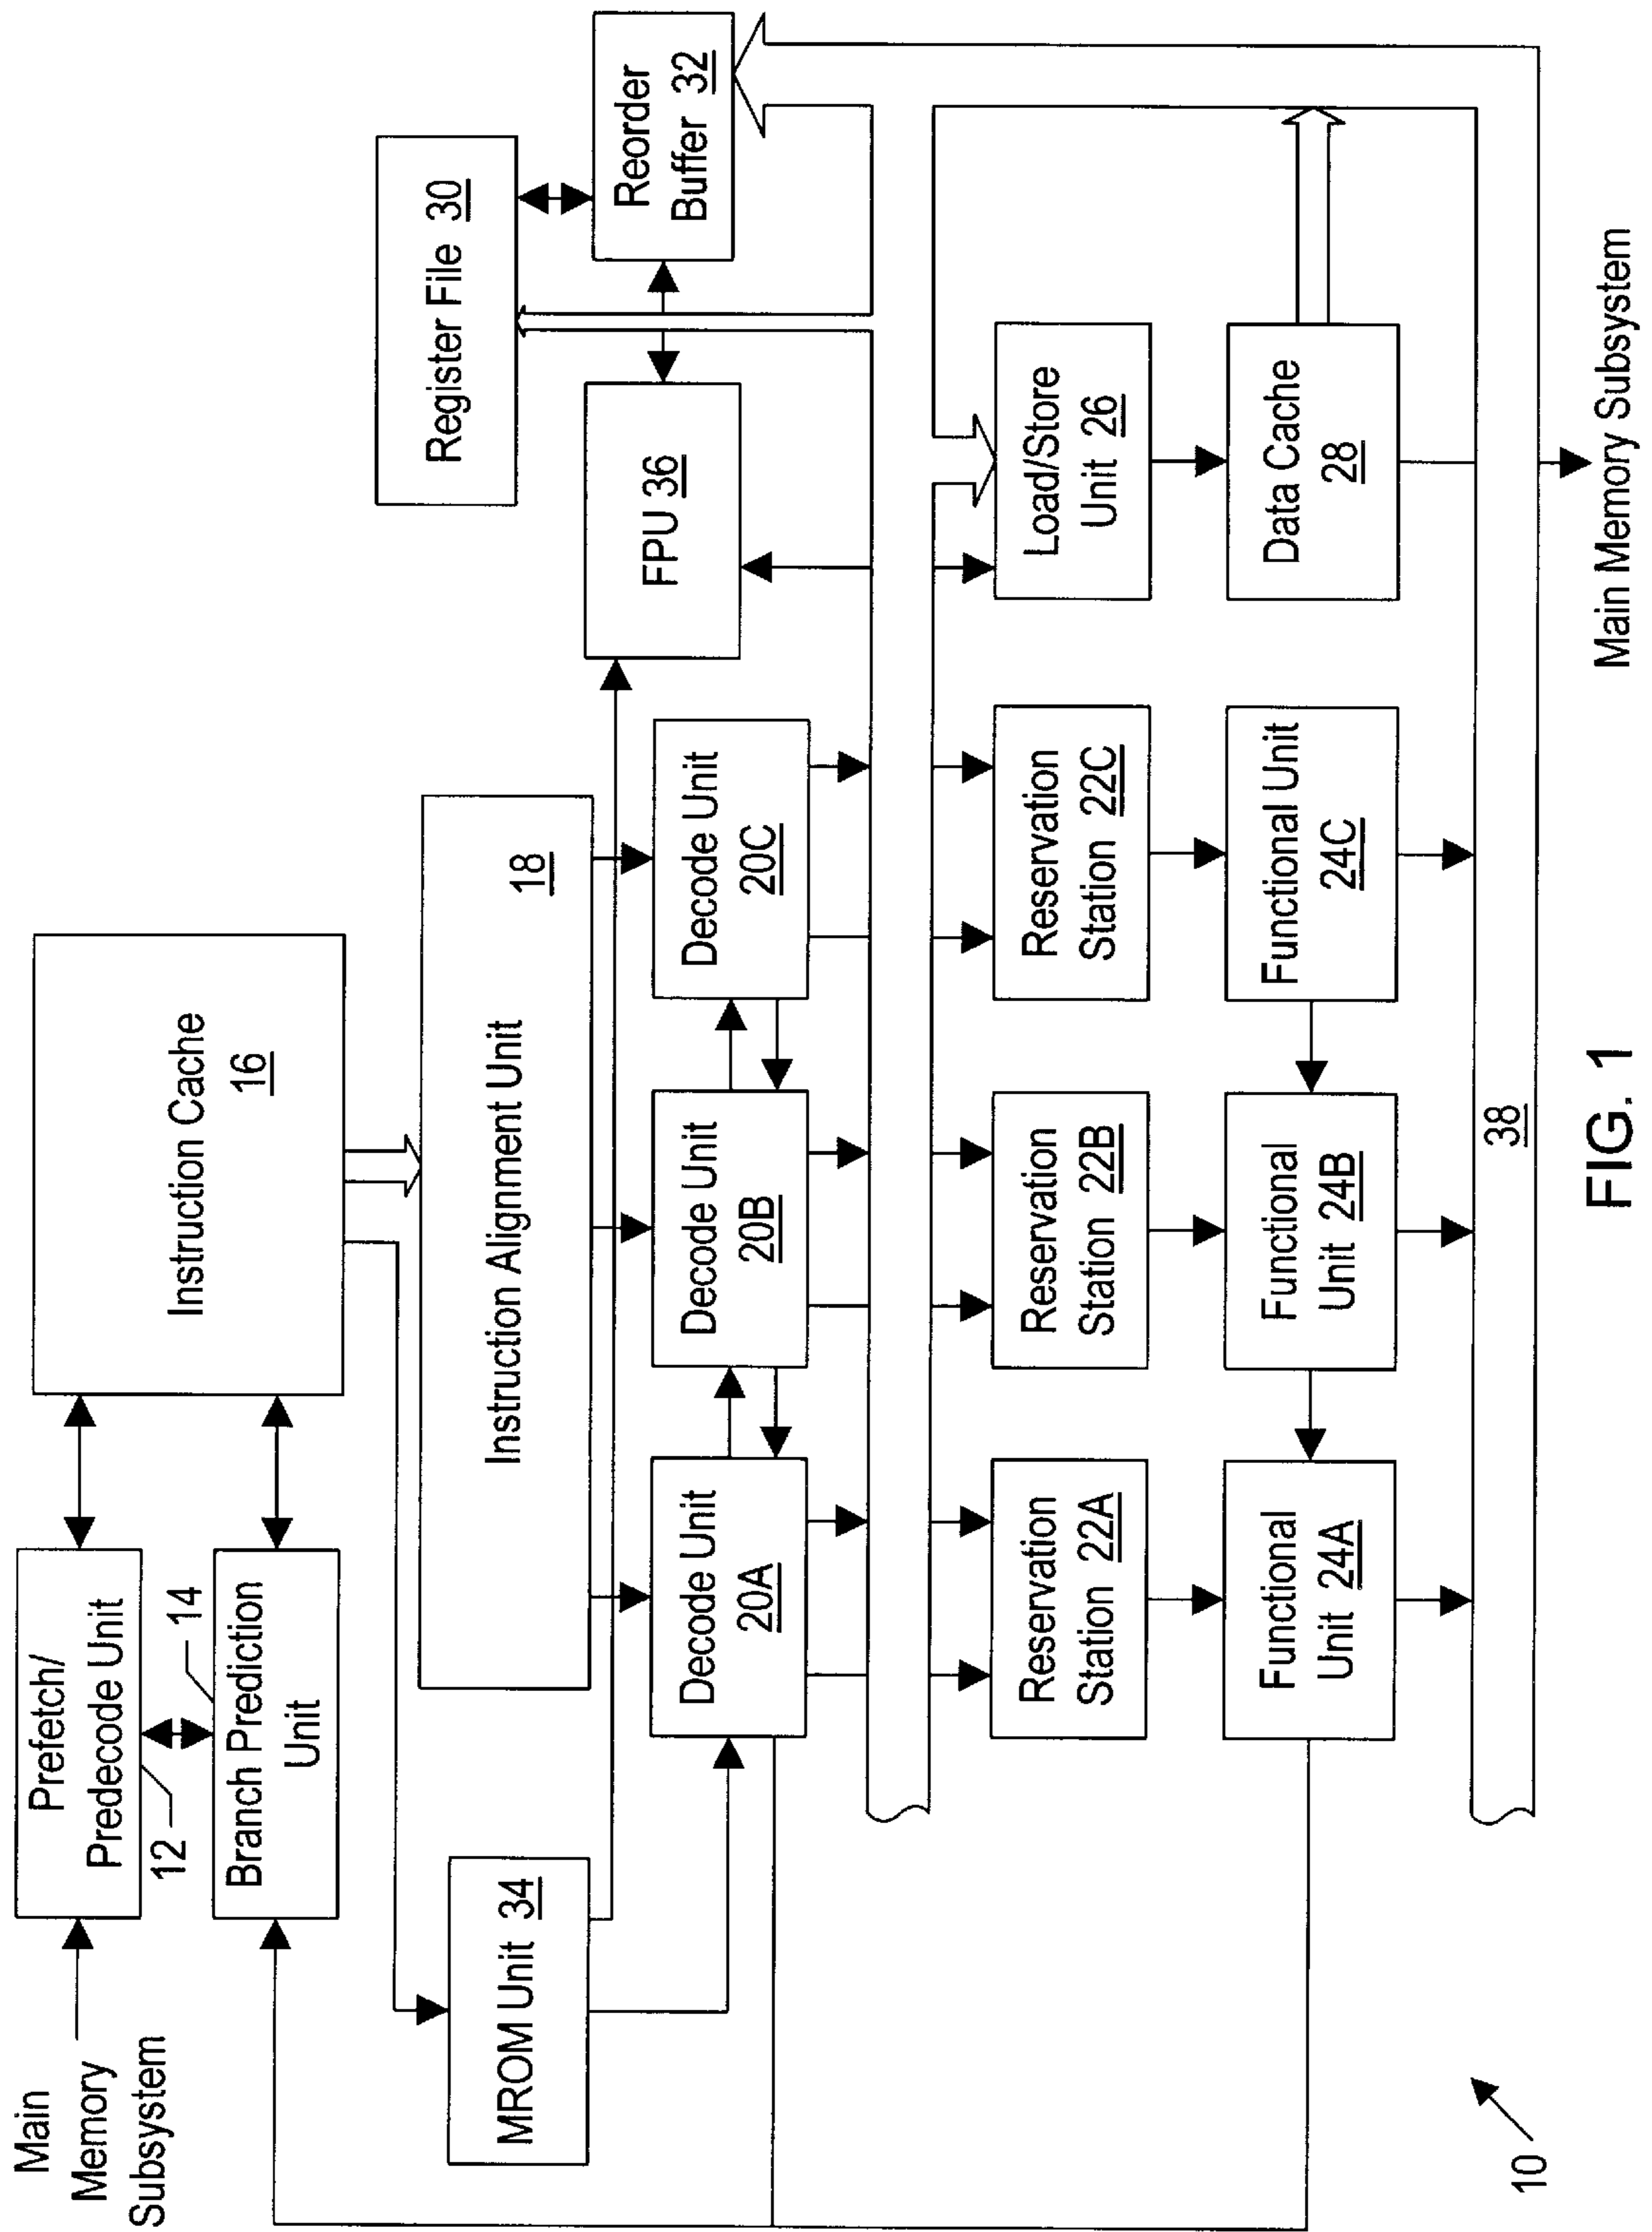 Main
Memory
Subsystem
Prefetch/
Predecode Unit
12
14
Branch Prediction
Unit
Instruction Cache
16
Register File 30
MROM Unit 34
Instruction Alignment Unit
18
FPU 36
Reorder
Buffer 32
Decode Unit
20A
Decode Unit
20B
Decode Unit
20C
Reservation
Station 22A
Reservation
Station 22B
Reservation
Station 22C
Load/Store
Unit 26
Functional
Unit 24A
Functional
Unit 24B
Functional Unit
24C
Data Cache
28
38
10
Main Memory Subsystem
FIG. 1